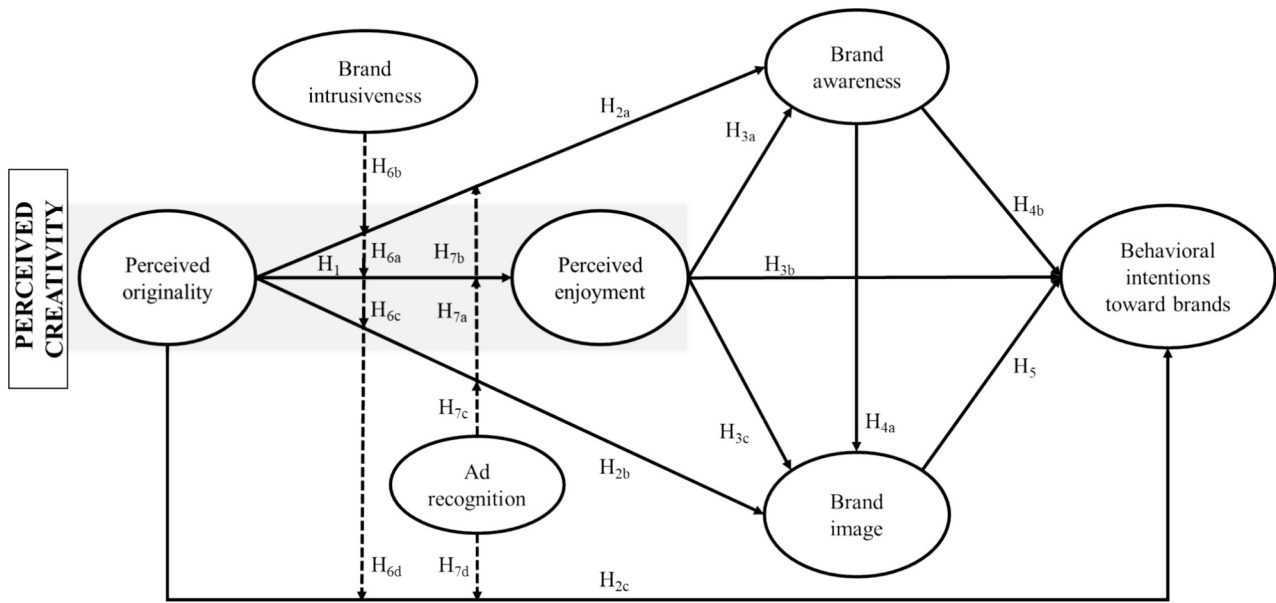 Brand
intrusiveness
Brand
awareness
H2a
H3a
H6b
H4b
PERCEIVED
CREATIVITY
Perceived
originality
H1
H6a
H7b
Perceived
enjoyment
H3b
Behavioral
intentions
toward brands
H6c
H7a
H5
H7c
H3c
H4a
Ad
recognition
H2b
Brand
image
H6d
H7d
H2c